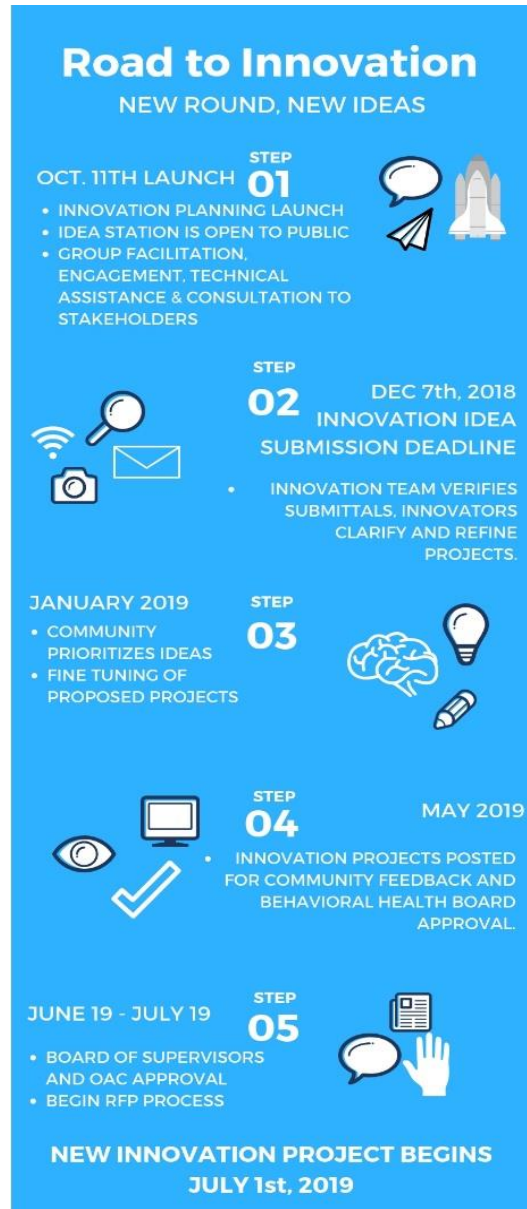 Road to Innovation
NEW ROUND, NEW IDEAS
STEP
01
OCT. 11TH LAUNCH
• INNOVATION PLANNING LAUNCH
• IDEA STATION IS OPEN TO PUBLIC
• GROUP FACILITATION,
ENGAGEMENT, TECHNICAL
ASSISTANCE & CONSULTATION TO
STAKEHOLDERS
STEP
02
DEC 7th, 2018
INNOVATION IDEA
SUBMISSION DEADLINE
• INNOVATION TEAM VERIFIES
SUBMITTALS, INNOVATORS
CLARIFY AND REFINE
PROJECTS.
JANUARY 2019
STEP
03
• COMMUNITY
PRIORITIZES IDEAS
• FINE TUNING OF
PROPOSED PROJECTS
STEP
04
MAY 2019
• INNOVATION PROJECTS POSTED
FOR COMMUNITY FEEDBACK AND
BEHAVIORAL HEALTH BOARD
APPROVAL.
JUNE 19 - JULY 19
STEP
05
• BOARD OF SUPERVISORS
AND OAC APPROVAL
• BEGIN RFP PROCESS
NEW INNOVATION PROJECT BEGINS
JULY 1st, 2019